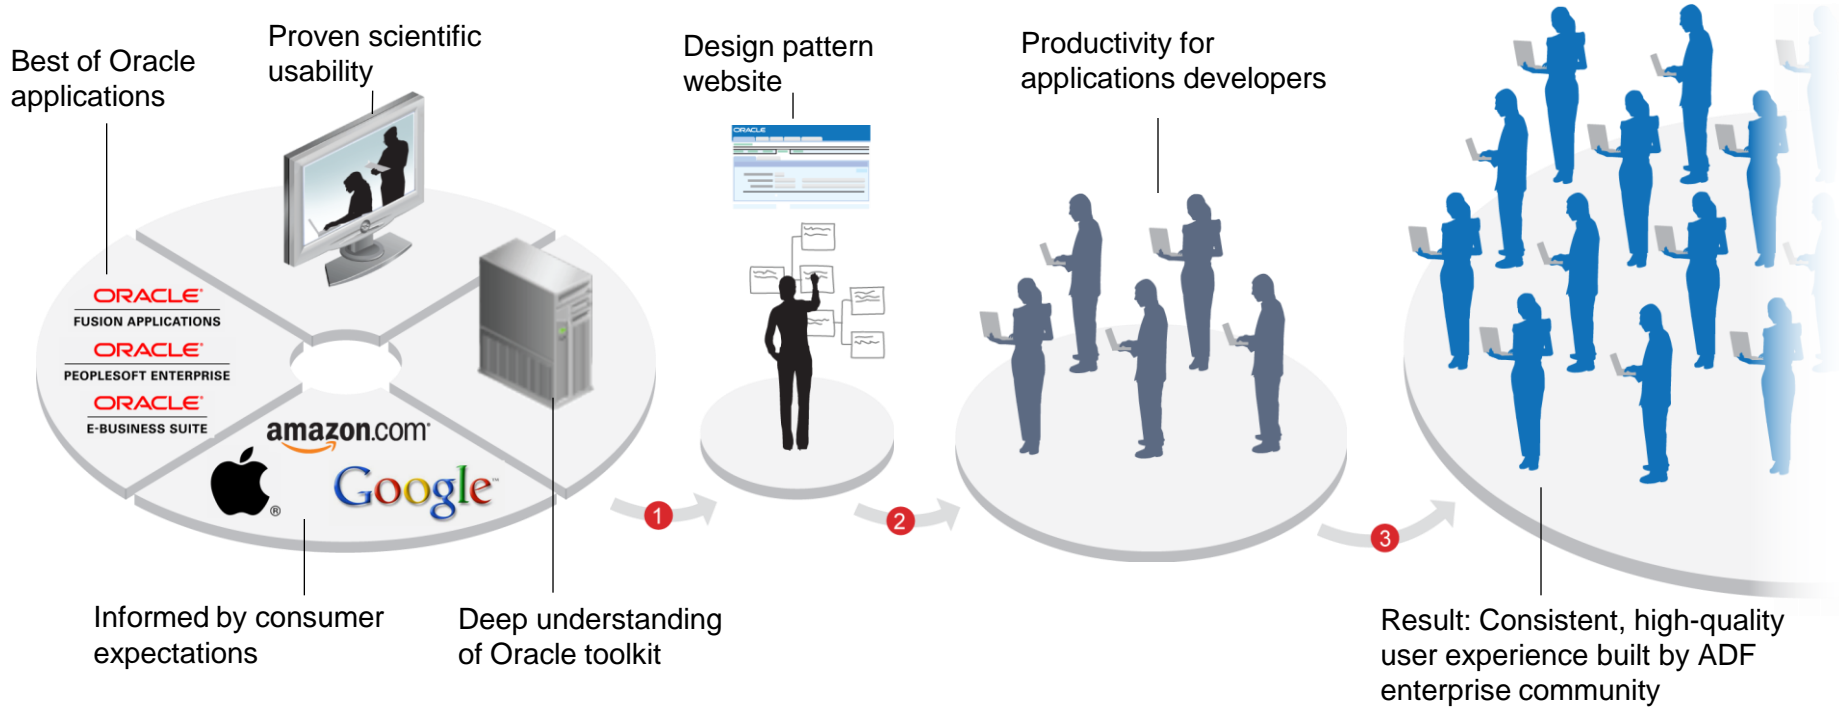 Best of Oracle
applications
Proven scientific
usability
Design pattern
website
Productivity for
applications developers
ORACLE
ORACLE®
FUSION APPLICATIONS
ORACLE®
PEOPLESOFT ENTERPRISE
ORACLE®
E-BUSINESS SUITE
amazon.com®
®
Google™
1
2
3
Informed by consumer
expectations
Deep understanding
of Oracle toolkit
Result: Consistent, high-quality
user experience built by ADF
enterprise community